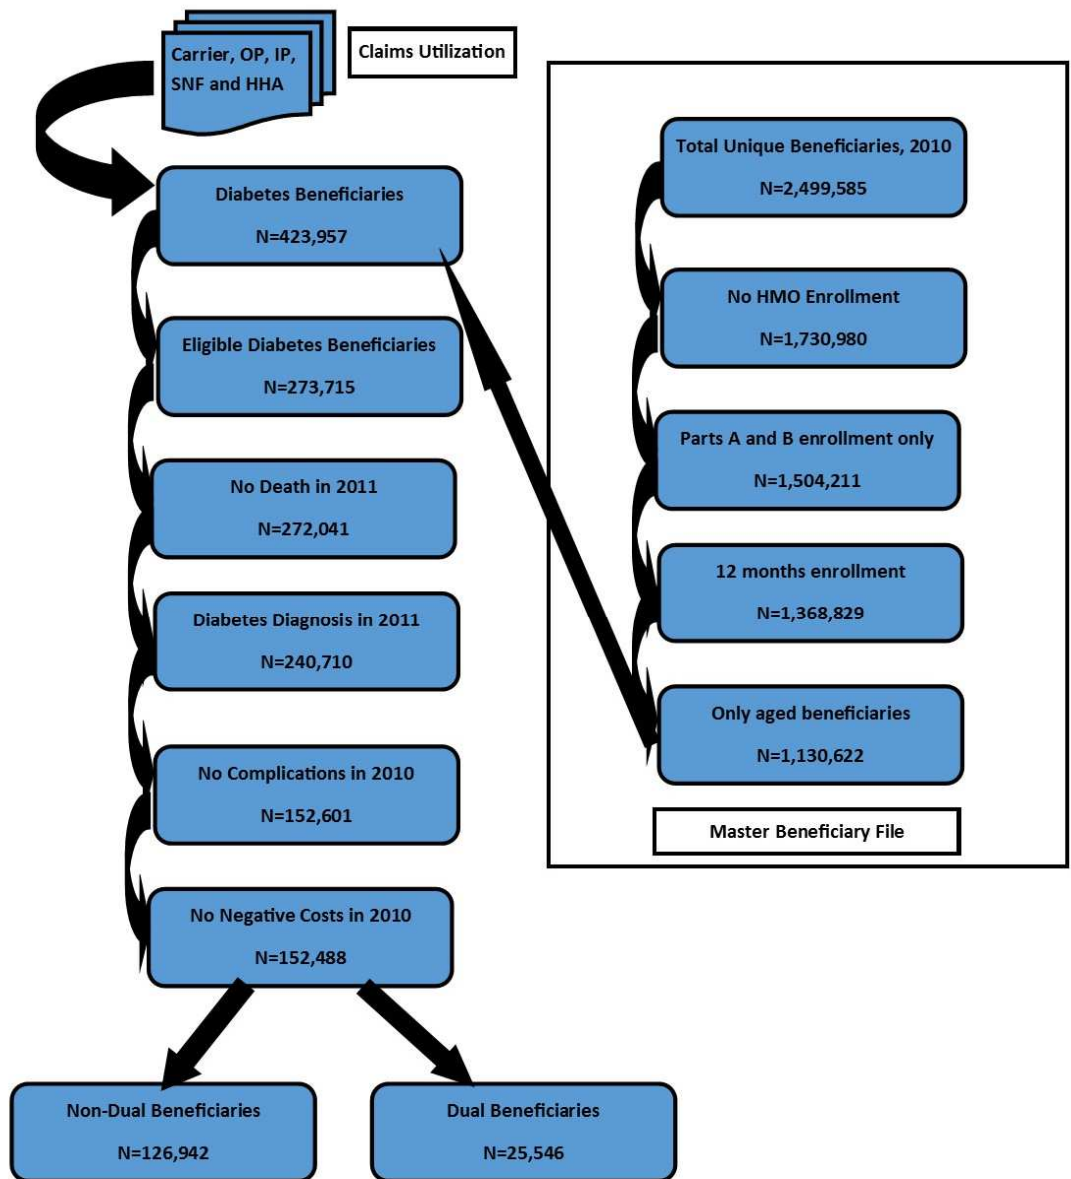 Carrier, OP, IP,
SNF and HHA
Claims Utilization
Diabetes Beneficiaries
N=423,957
Eligible Diabetes Beneficiaries
N=273,715
No Death in 2011
N=272,041
Diabetes Diagnosis in 2011
N=240,710
No Complications in 2010
N=152,601
No Negative Costs in 2010
N=152,488
Non-Dual Beneficiaries
N=126,942
Dual Beneficiaries
N=25,546
Total Unique Beneficiaries, 2010
N=2,499,585
No HMO Enrollment
N=1,730,980
Parts A and B enrollment only
N=1,504,211
12 months enrollment
N=1,368,829
Only aged beneficiaries
N=1,130,622
Master Beneficiary File